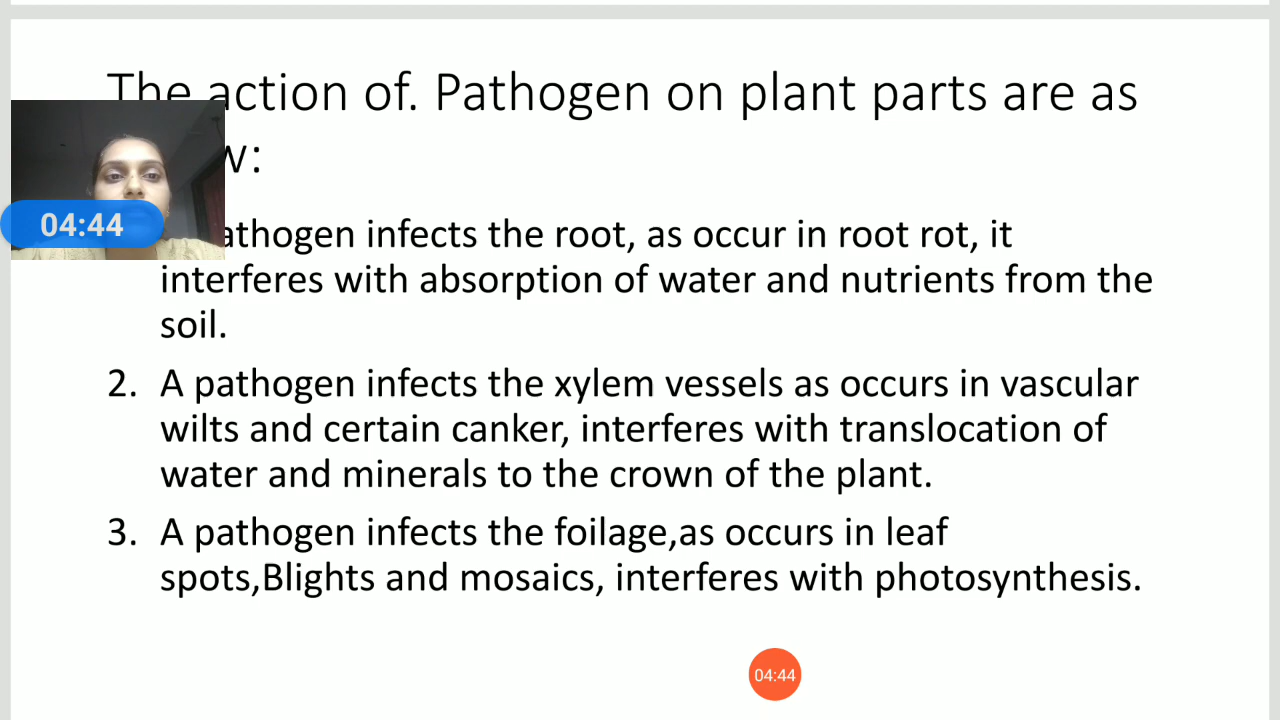 The action of. Pathogen on plant parts are as
w:
04:44
athogen infects the root, as occur in root rot, it
interferes with absorption of water and nutrients from the
soil.
2. A pathogen infects the xylem vessels as occurs in vascular
wilts and certain canker, interferes with translocation of
water and minerals to the crown of the plant.
3. A pathogen infects the foilage,as occurs in leaf
spots,Blights and mosaics, interferes with photosynthesis.
04:44